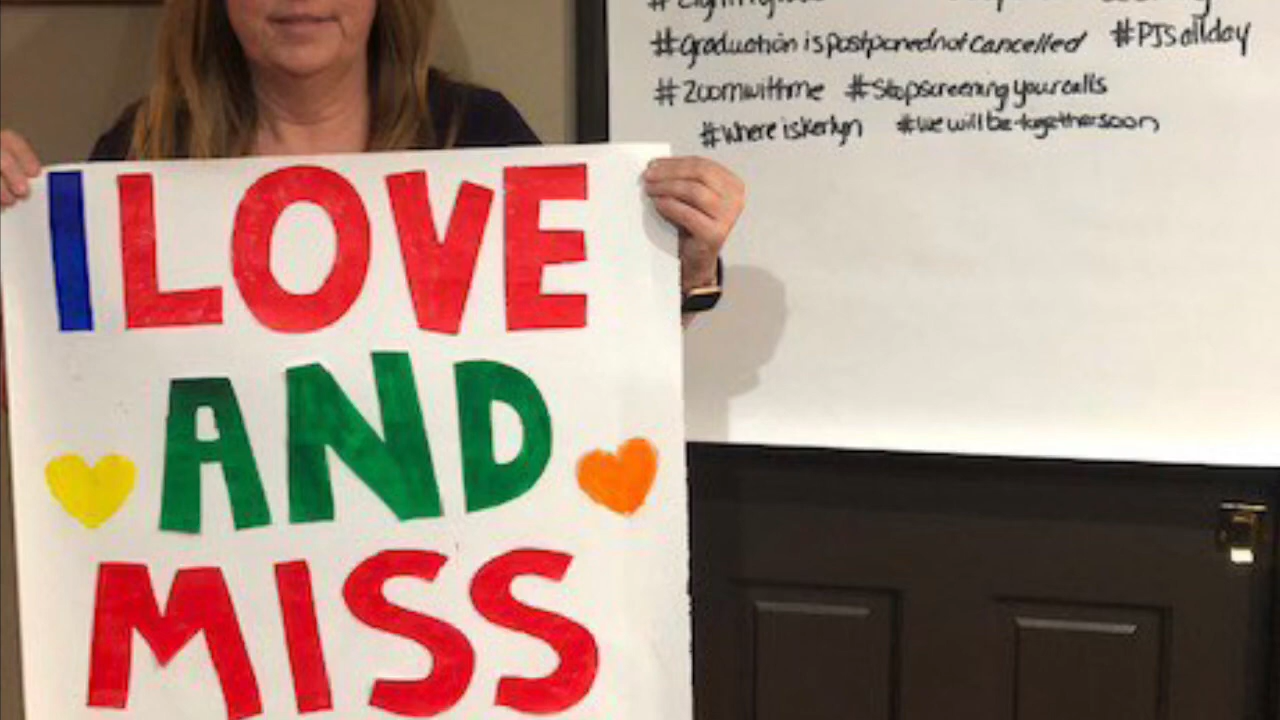 #graduationispostponednotcancelled #PJsallday
#Zoomwithme #Stopscreeningyourcalls
#whereiskerlyn #wewillbetogethersoon
I LOVE
AND
MISS